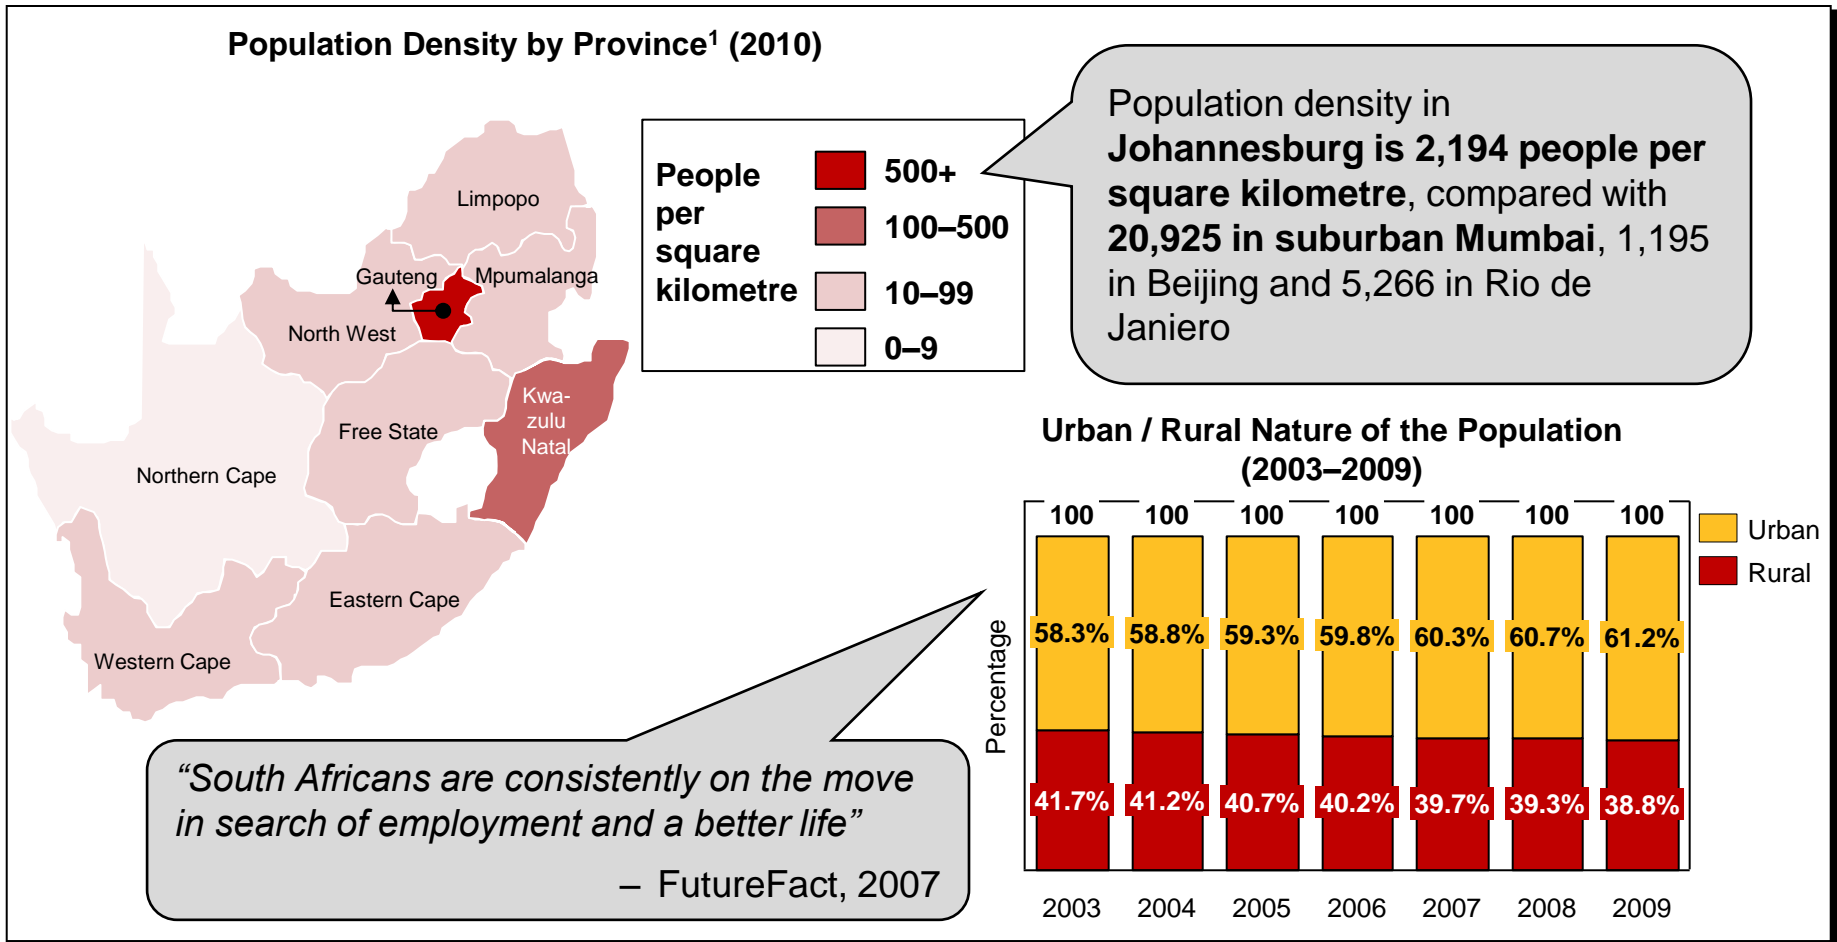 Population Density by Province1 (2010)
Limpopo
Gauteng
Mpumalanga
North West
Kwa-
zulu
Natal
Free State
Northern Cape
Eastern Cape
Western Cape
People
per
square
kilometre
500+
100–500
10–99
0–9
Population density in
Johannesburg is 2,194 people per
square kilometre, compared with
20,925 in suburban Mumbai, 1,195
in Beijing and 5,266 in Rio de
Janiero
Urban / Rural Nature of the Population
(2003–2009)
100 100 100 100 100 100 100
Urban
Rural
Percentage
58.3% 58.8% 59.3% 59.8% 60.3% 60.7% 61.2%
41.7% 41.2% 40.7% 40.2% 39.7% 39.3% 38.8%
2003 2004 2005 2006 2007 2008 2009
“South Africans are consistently on the move
in search of employment and a better life”
– FutureFact, 2007